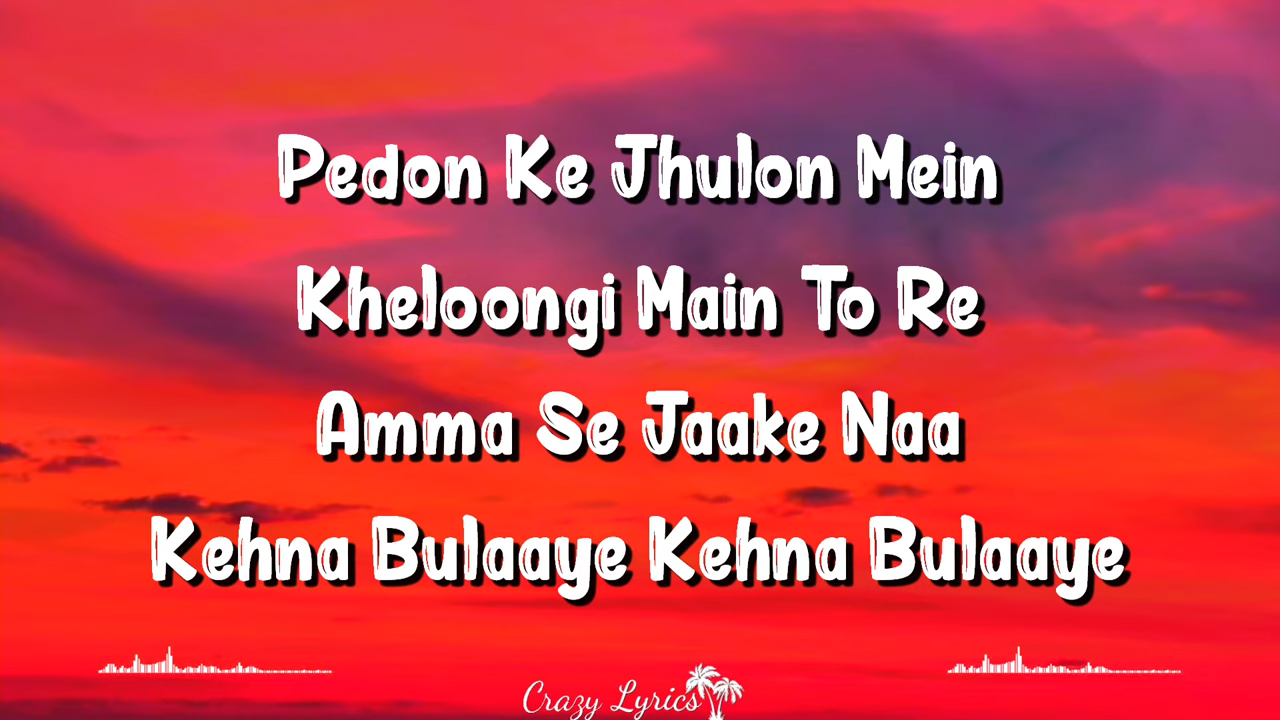 Pedon Ke Jhulon Mein
Kheloongi Main To Re
Amma Se Jaake Naa
Kehna Bulaaye Kehna Bulaaye
Crazy Lyrics